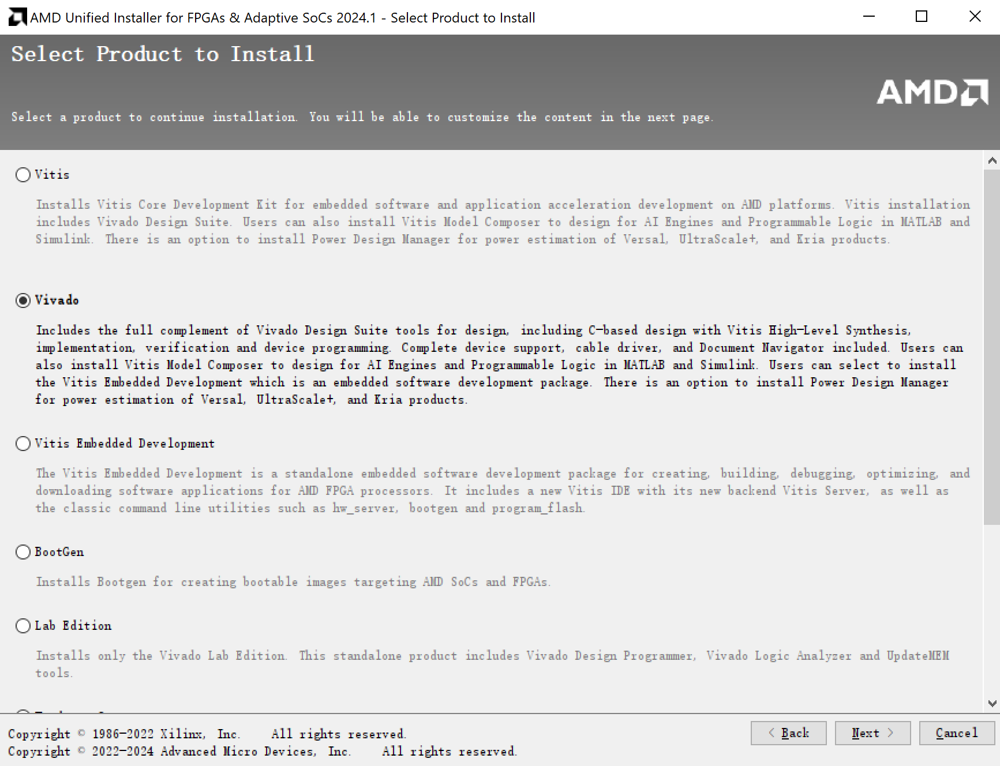 AMD Unified Installer for FPGAs & Adaptive SoCs 2024.1 - Select Product to Install
Select Product to Install
AMD
Select a product to continue installation. You will be able to customize the content in the next page.
Vitis
Installs Vitis Core Development Kit for embedded software and application acceleration development on AMD platforms. Vitis installation
includes Vivado Design Suite. Users can also install Vitis Model Composer to design for AI Engines and Programmable Logic in MATLAB and
Simulink. There is an option to install Power Design Manager for power estimation of Versal, UltraScale+, and Kria products.
Vivado
Includes the full complement of Vivado Design Suite tools for design, including C-based design with Vitis High-Level Synthesis,
implementation, verification and device programming. Complete device support, cable driver, and Document Navigator included. Users can
also install Vitis Model Composer to design for AI Engines and Programmable Logic in MATLAB and Simulink. Users can select to install
the Vitis Embedded Development which is an embedded software development package. There is an option to install Power Design Manager
for power estimation of Versal, UltraScale+, and Kria products.
Vitis Embedded Development
The Vitis Embedded Development is a standalone embedded software development package for creating, building, debugging, optimizing, and
downloading software applications for AMD FPGA processors. It includes a new Vitis IDE with its new backend Vitis Server, as well as
the classic command line utilities such as hw_server, bootgen and program_flash.
BootGen
Installs Bootgen for creating bootable images targeting AMD SoCs and FPGAs.
Lab Edition
Installs only the Vivado Lab Edition. This standalone product includes Vivado Design Programmer, Vivado Logic Analyzer and UpdateMEM
tools.
Copyright © 1986-2022 Xilinx, Inc. All rights reserved.
Copyright © 2022-2024 Advanced Micro Devices, Inc. All rights reserved.
< Back
Next >
Cancel